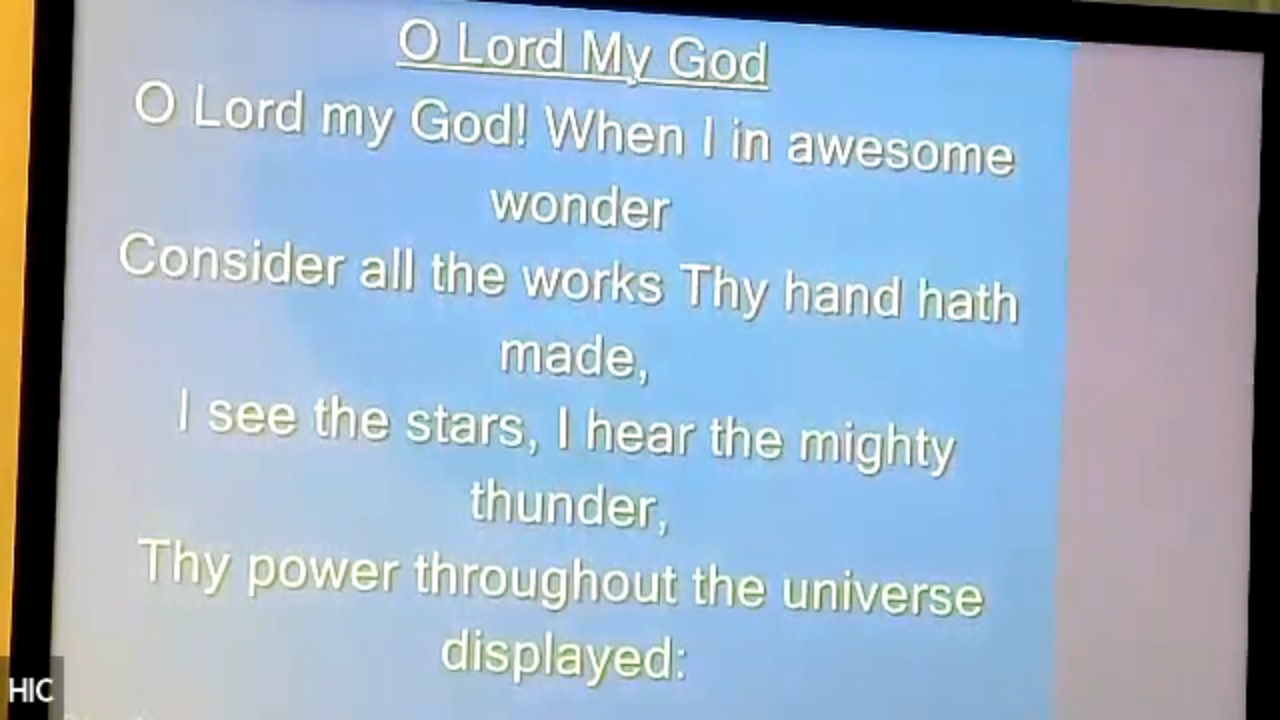 O Lord My God
O Lord my God! When I in awesome
wonder
Consider all the works Thy hand hath
made,
I see the stars, I hear the mighty
thunder,
Thy power throughout the universe
displayed:
HIC